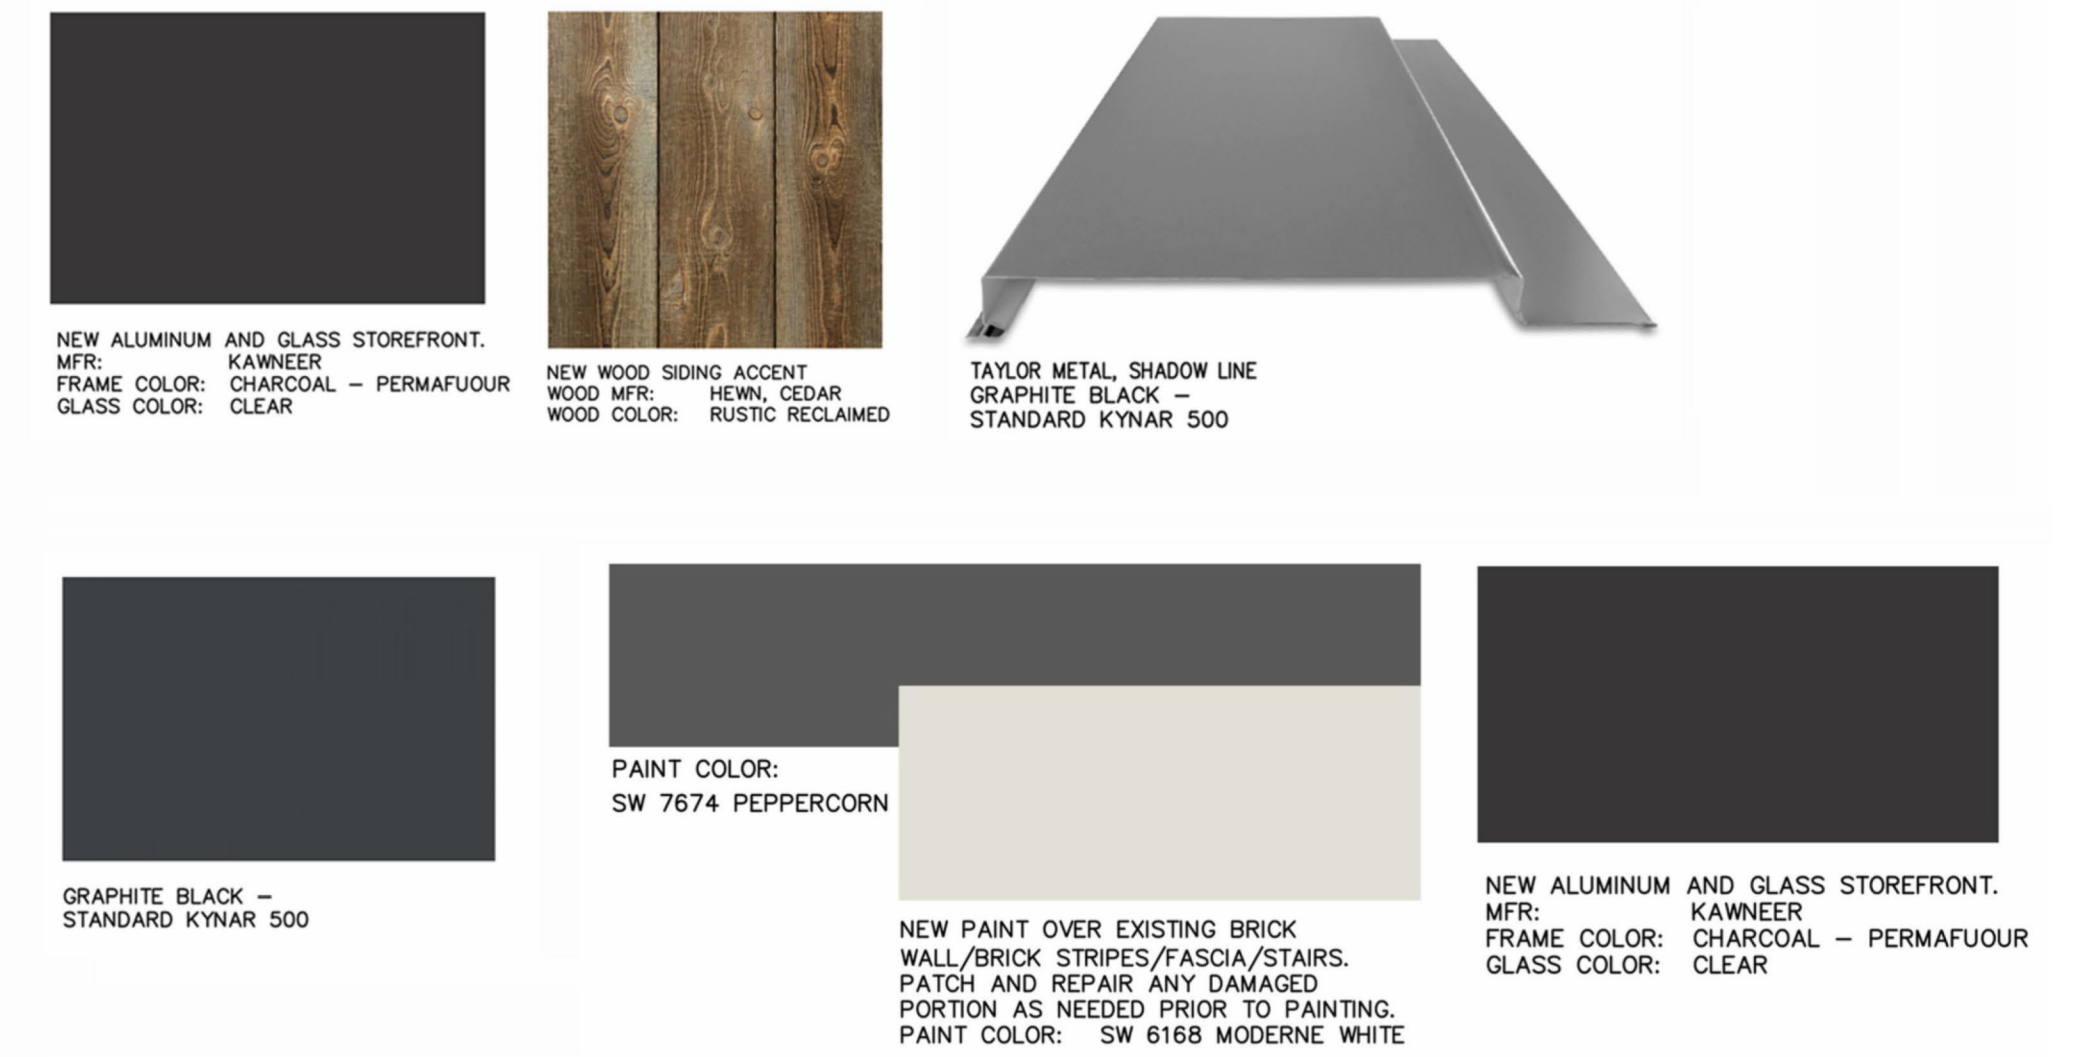 NEW ALUMINUM AND GLASS STOREFRONT.
MFR: KAWNEER
FRAME COLOR: CHARCOAL – PERMAFUOUR
GLASS COLOR: CLEAR
NEW WOOD SIDING ACCENT
WOOD MFR: HEWN, CEDAR
WOOD COLOR: RUSTIC RECLAIMED
TAYLOR METAL, SHADOW LINE
GRAPHITE BLACK –
STANDARD KYNAR 500
GRAPHITE BLACK –
STANDARD KYNAR 500
PAINT COLOR:
SW 7674 PEPPERCORN
NEW PAINT OVER EXISTING BRICK
WALL/BRICK STRIPES/FASCIA/STAIRS.
PATCH AND REPAIR ANY DAMAGED
PORTION AS NEEDED PRIOR TO PAINTING.
PAINT COLOR: SW 6168 MODERNE WHITE
NEW ALUMINUM AND GLASS STOREFRONT.
MFR: KAWNEER
FRAME COLOR: CHARCOAL – PERMAFUOUR
GLASS COLOR: CLEAR